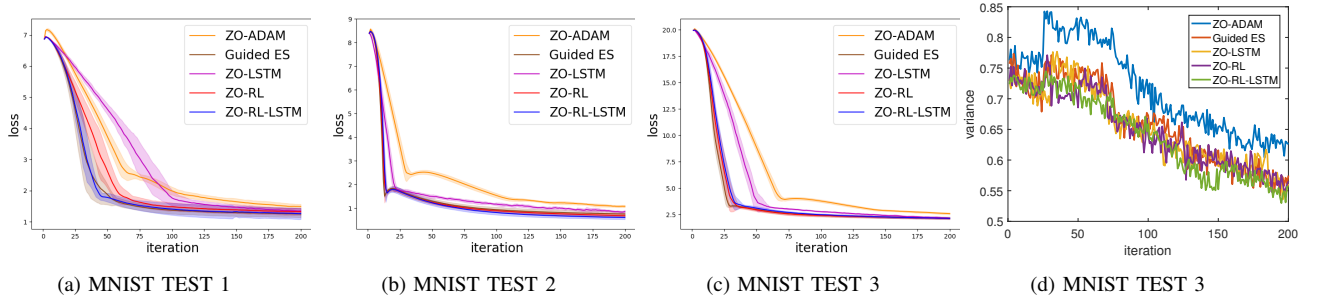 7
6
5
4
3
2
1
loss
0
25
50
75
100
125
150
175
200
iteration
ZO-ADAM
Guided ES
ZO-LSTM
ZO-RL
ZO-RL-LSTM
(a) MNIST TEST 1
9
8
7
6
5
4
3
2
1
loss
0
25
50
75
100
125
150
175
200
iteration
ZO-ADAM
Guided ES
ZO-LSTM
ZO-RL
ZO-RL-LSTM
(b) MNIST TEST 2
20.0
17.5
15.0
12.5
10.0
7.5
5.0
2.5
loss
0
25
50
75
100
125
150
175
200
iteration
ZO-ADAM
Guided ES
ZO-LSTM
ZO-RL
ZO-RL-LSTM
(c) MNIST TEST 3
0.85
0.8
0.75
0.7
0.65
0.6
0.55
0.5
variance
0
50
100
150
200
iteration
ZO-ADAM
Guided ES
ZO-LSTM
ZO-RL
ZO-RL-LSTM
(d) MNIST TEST 3